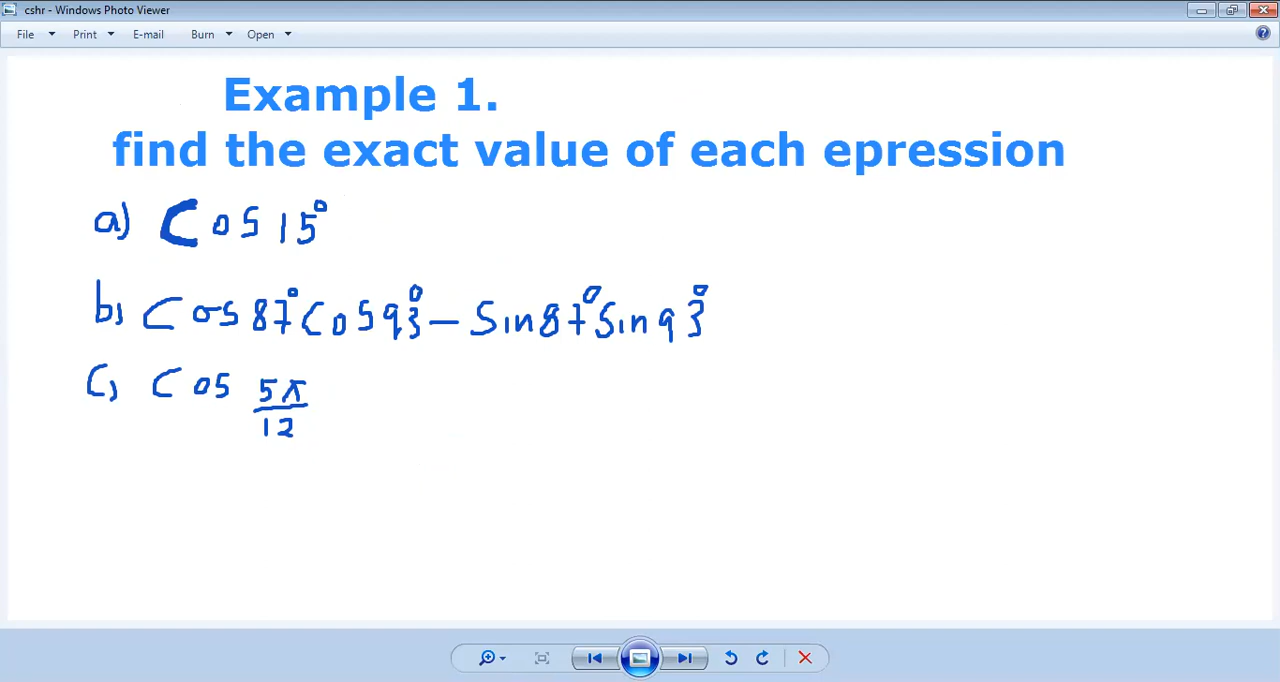 cshr - Windows Photo Viewer
File Print E-mail Burn Open
Example 1.
find the exact value of each epression
a) Cos 15°
b) Cos 87° Cos 93° - Sin 87° Sin 93°
c) Cos 5π/12